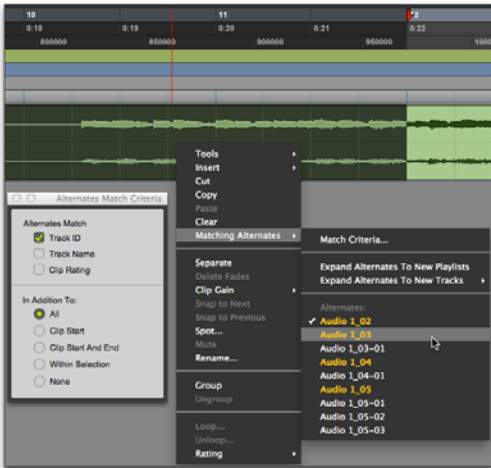 10 11 12
0:18 0:19 0:20 0:21 0:22
800000 850000 900000 950000 1000
Alternates Match Criteria
Alternates Match
Track ID
Track Name
Clip Rating
In Addition To:
All
Clip Start
Clip Start And End
Within Selection
None
Tools
Insert
Cut
Copy
Paste
Clear
Matching Alternates
Separate
Delete Fades
Clip Gain
Snap to Next
Snap to Previous
Spot...
Mute
Rename...
Group
Ungroup
Loop...
Unloop...
Rating
Match Criteria...
Expand Alternates To New Playlists
Expand Alternates To New Tracks
Alternates:
Audio 1_02
Audio 1_03
Audio 1_03-01
Audio 1_04
Audio 1_04-01
Audio 1_05
Audio 1_05-01
Audio 1_05-02
Audio 1_05-03